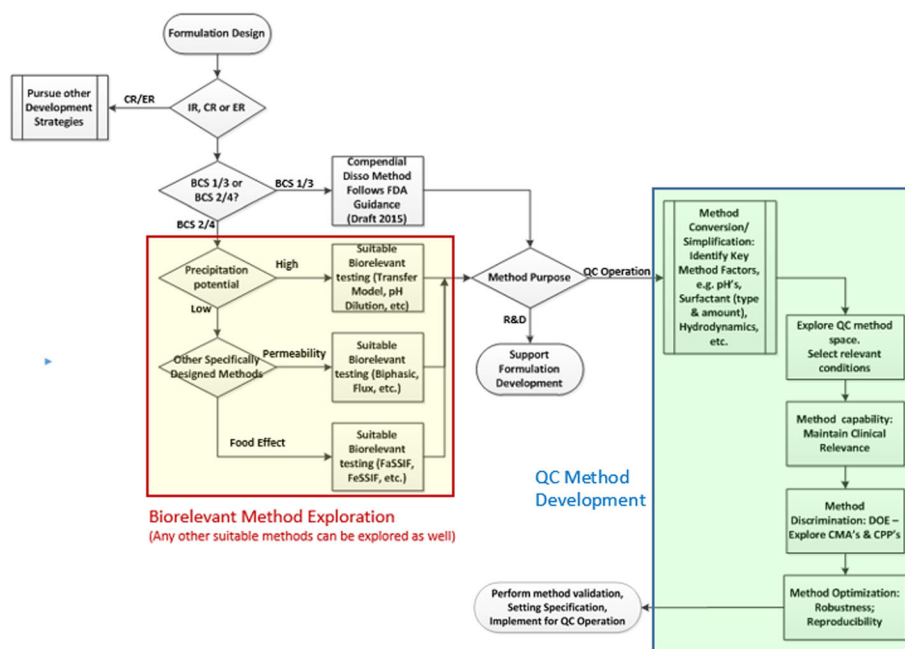 Formulation Design
Pursue other
Development
Strategies
CR/ER
IR, CR or ER
BCS 1/3 or
BCS 2/4?
BCS 1/3
Compendial
Disso Method
Follows FDA
Guidance
(Draft 2015)
BCS 2/4
Precipitation
potential
High
Suitable
Biorelevant
testing (Transfer
Model, pH
Dilution, etc)
Method Purpose
QC Operation
Method
Conversion/
Simplification:
Identify Key
Method Factors,
e.g. pH's,
Surfactant (type
& amount),
Hydrodynamics,
etc.
Low
R&D
Other Specifically
Designed Methods
Permeability
Suitable
Biorelevant
testing (Biphasic,
Flux, etc.)
Support
Formulation
Development
Explore QC method
space.
Select relevant
conditions
Food Effect
Suitable
Biorelevant
testing (FaSSIF,
FeSSIF, etc.)
Method capability:
Maintain Clinical
Relevance
QC Method
Development
Biorelevant Method Exploration
(Any other suitable methods can be explored as well)
Method
Discrimination: DOE –
Explore CMA's & CPP's
Method Optimization:
Robustness;
Reproducibility
Perform method validation,
Setting Specification,
Implement for QC Operation